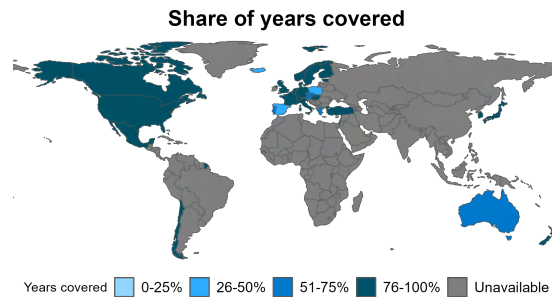 Share of years covered
Years covered 0-25% 26-50% 51-75% 76-100% Unavailable